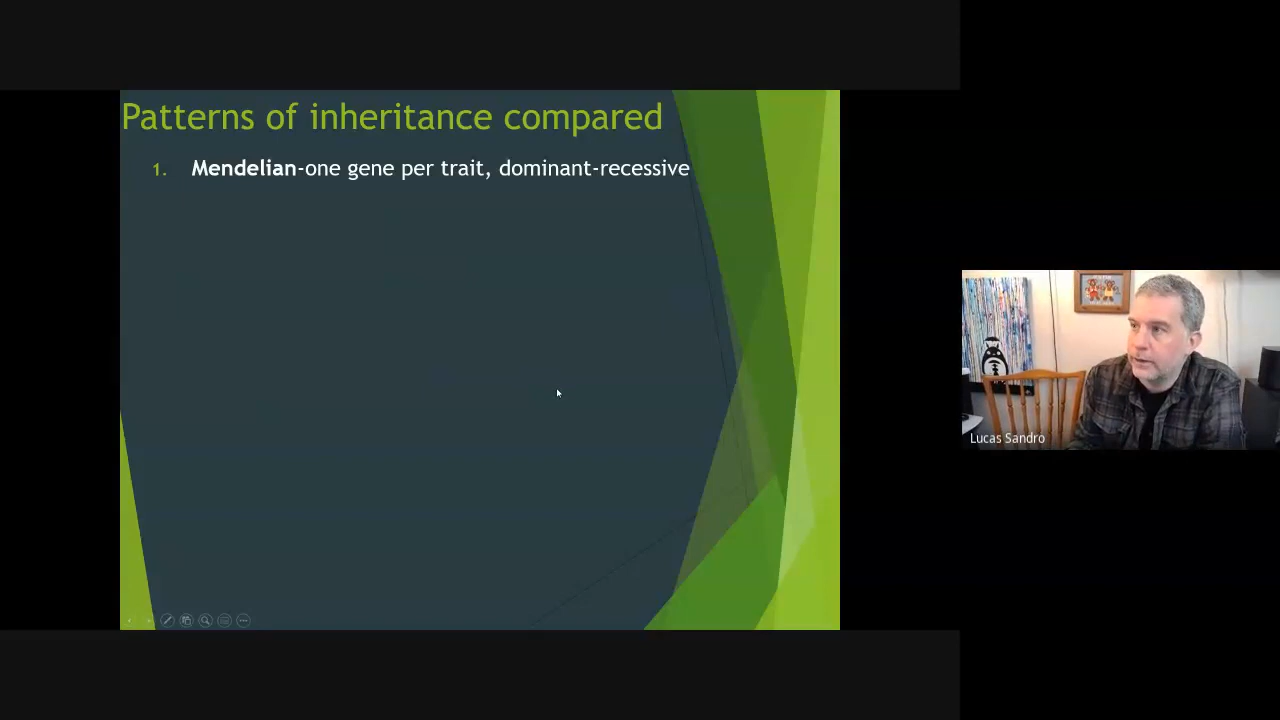 Patterns of inheritance compared
1. Mendelian-one gene per trait, dominant-recessive
Lucas Sandro